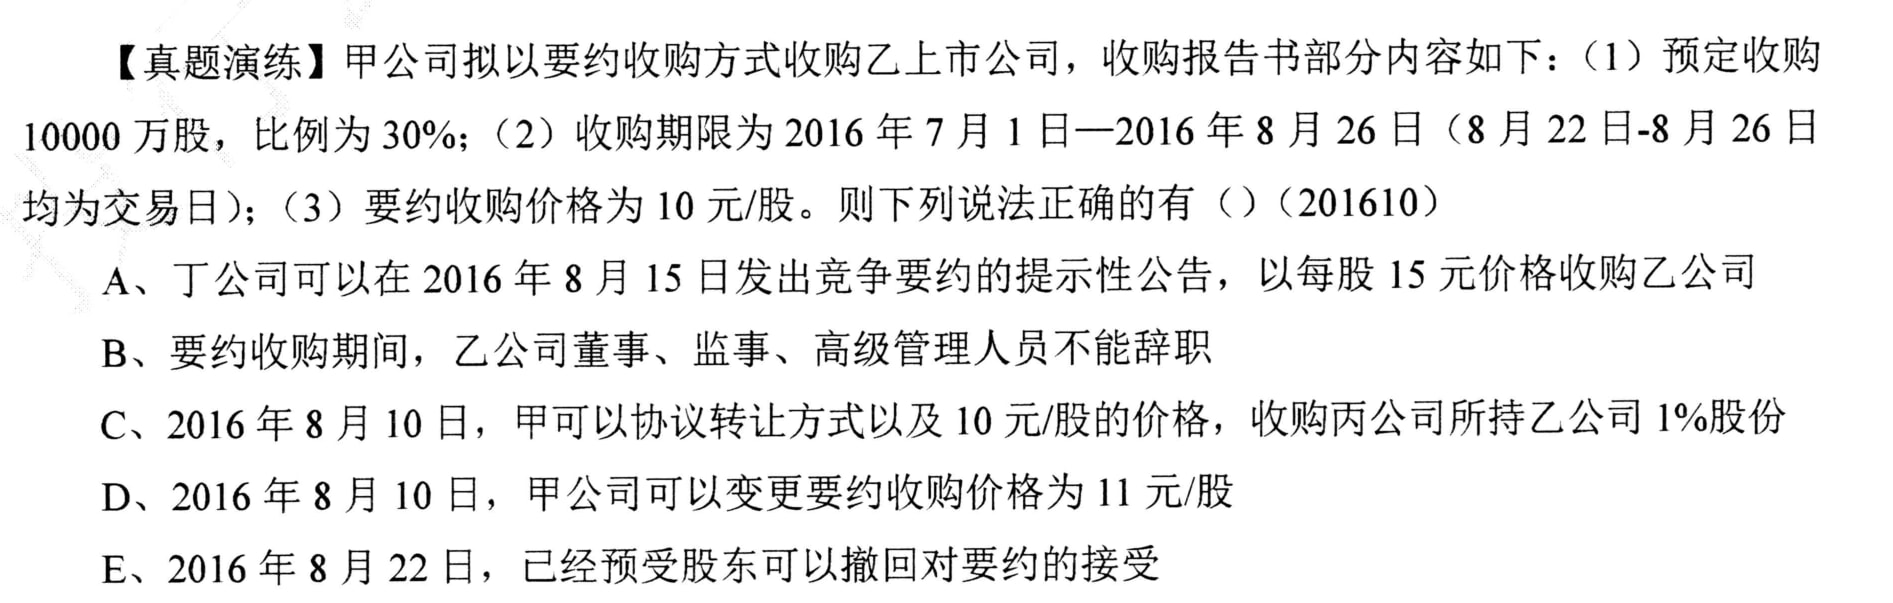 【真题演练】甲公司拟以要约收购方式收购乙上市公司，收购报告书部分内容如下：（1）预定收购
10000 万股，比例为 30%;（2）收购期限为 2016 年 7 月 1 日—2016 年 8 月 26 日（8 月 22 日-8 月 26 日
均为交易日）;（3）要约收购价格为 10 元/股。则下列说法正确的有（）（201610）
A、丁公司可以在 2016 年 8 月 15 日发出竞争要约的提示性公告，以每股 15 元价格收购乙公司
B、要约收购期间，乙公司董事、监事、高级管理人员不能辞职
C、2016 年 8 月 10 日，甲可以协议转让方式以及 10 元/股的价格，收购丙公司所持乙公司 1%股份
D、2016 年 8 月 10 日，甲公司可以变更要约收购价格为 11 元/股
E、2016 年 8 月 22 日，已经预受股东可以撤回对要约的接受